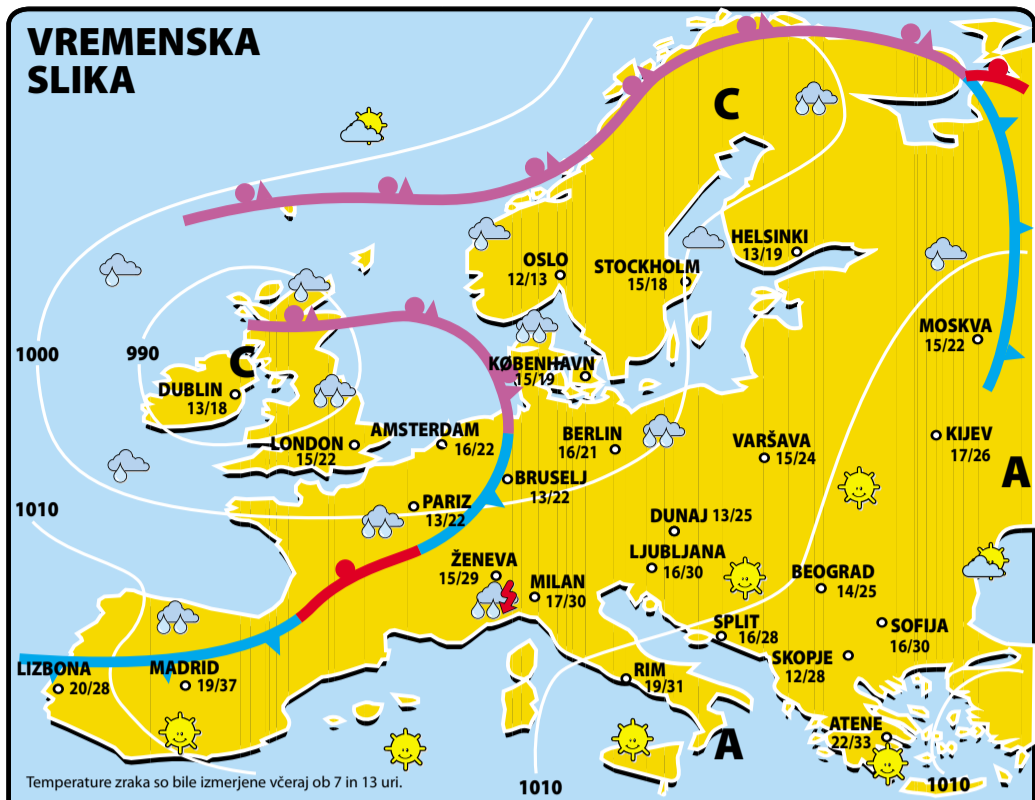 VREMENSKA
SLIKA
C
HELSINKI
13/19
OSLO
12/13
STOCKHOLM
15/18
MOSKVA
15/22
1000
990
C
KØBENHAVN
15/19
DUBLIN
13/18
AMSTERDAM
16/22
LONDON
15/22
BERLIN
16/21
VARŠAVA
15/24
KIJEV
17/26
A
BRUSELJ
13/22
1010
PARIZ
13/22
DUNAJ 13/25
LJUBLJANA
16/30
ŽENEVA
15/29
MILAN
17/30
BEOGRAD
14/25
SPLIT
16/28
SOFIJA
16/30
SKOPJE
12/28
LIZBONA
20/28
MADRID
19/37
RIM
19/31
A
ATENE
22/33
Temperature zraka so bile izmerjene včeraj ob 7 in 13 uri.
1010
1010